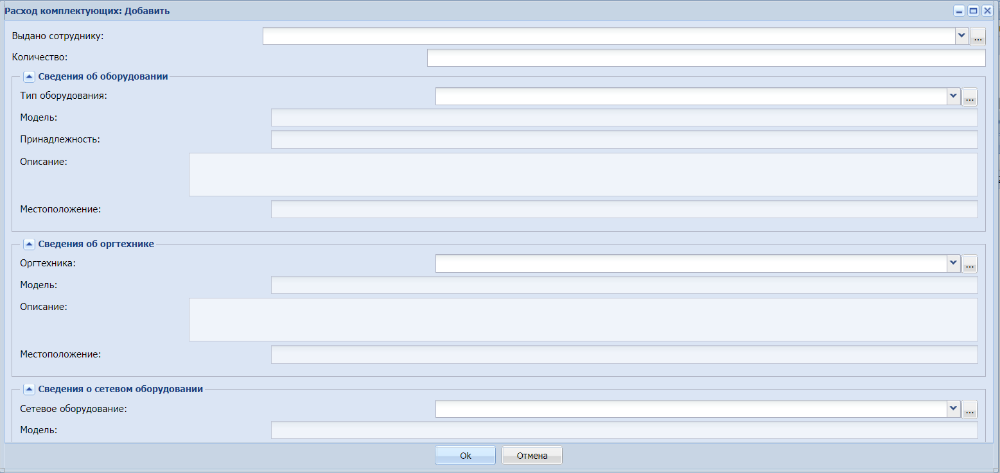 Расход комплектующих: Добавить
Выдано сотруднику:
...
Количество:
Сведения об оборудовании
Тип оборудования:
...
Модель:
Принадлежность:
Описание:
Местоположение:
Сведения об оргтехнике
Оргтехника:
...
Модель:
Описание:
Местоположение:
Сведения о сетевом оборудовании
Сетевое оборудование:
...
Модель:
Ok
Отмена